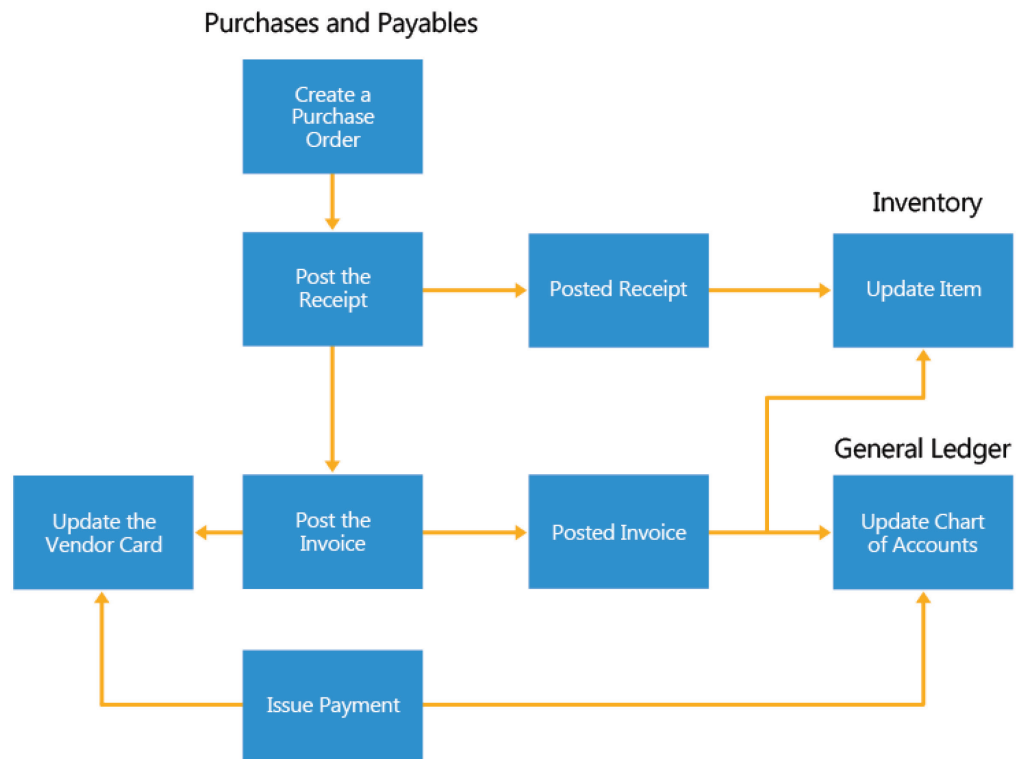 Purchases and Payables
Create a
Purchase
Order
Inventory
Post the
Receipt
Posted Receipt
Update Item
General Ledger
Update the
Vendor Card
Post the
Invoice
Posted Invoice
Update Chart
of Accounts
Issue Payment